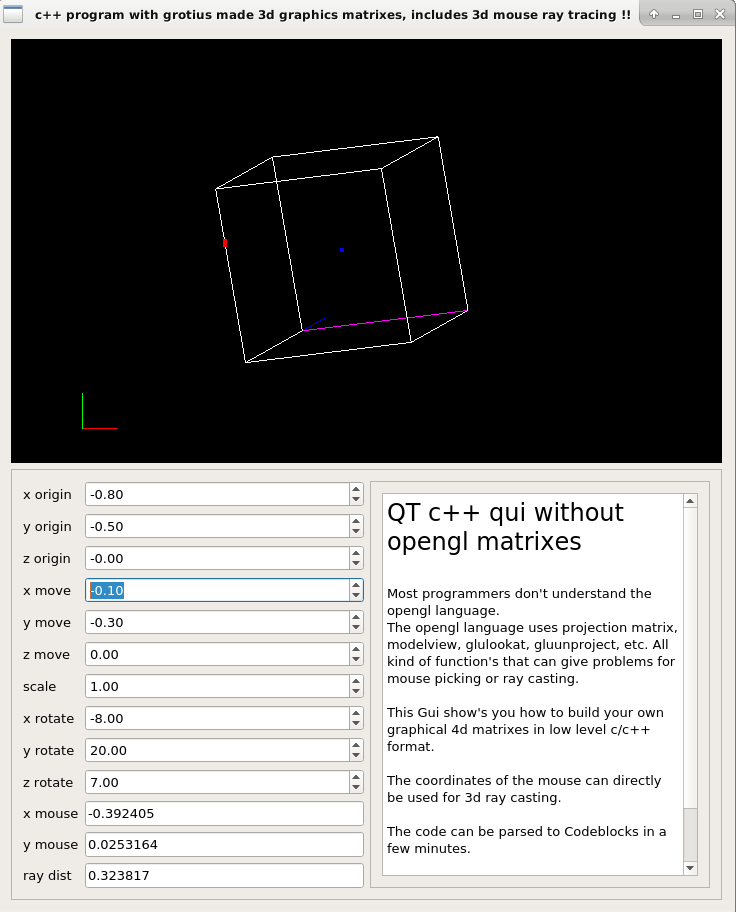 c++ program with grotius made 3d graphics matrixes, includes 3d mouse ray tracing !!
x origin -0.80
y origin -0.50
z origin -0.00
x move -0.10
y move -0.30
z move 0.00
scale 1.00
x rotate -8.00
y rotate 20.00
z rotate 7.00
x mouse -0.392405
y mouse 0.0253164
ray dist 0.323817
QT c++ qui without
opengl matrixes
Most programmers don't understand the
opengl language.
The opengl language uses projection matrix,
modelview, glulookat, gluunproject, etc. All
kind of function's that can give problems for
mouse picking or ray casting.
This Gui show's you how to build your own
graphical 4d matrixes in low level c/c++
format.
The coordinates of the mouse can directly
be used for 3d ray casting.
The code can be parsed to Codeblocks in a
few minutes.